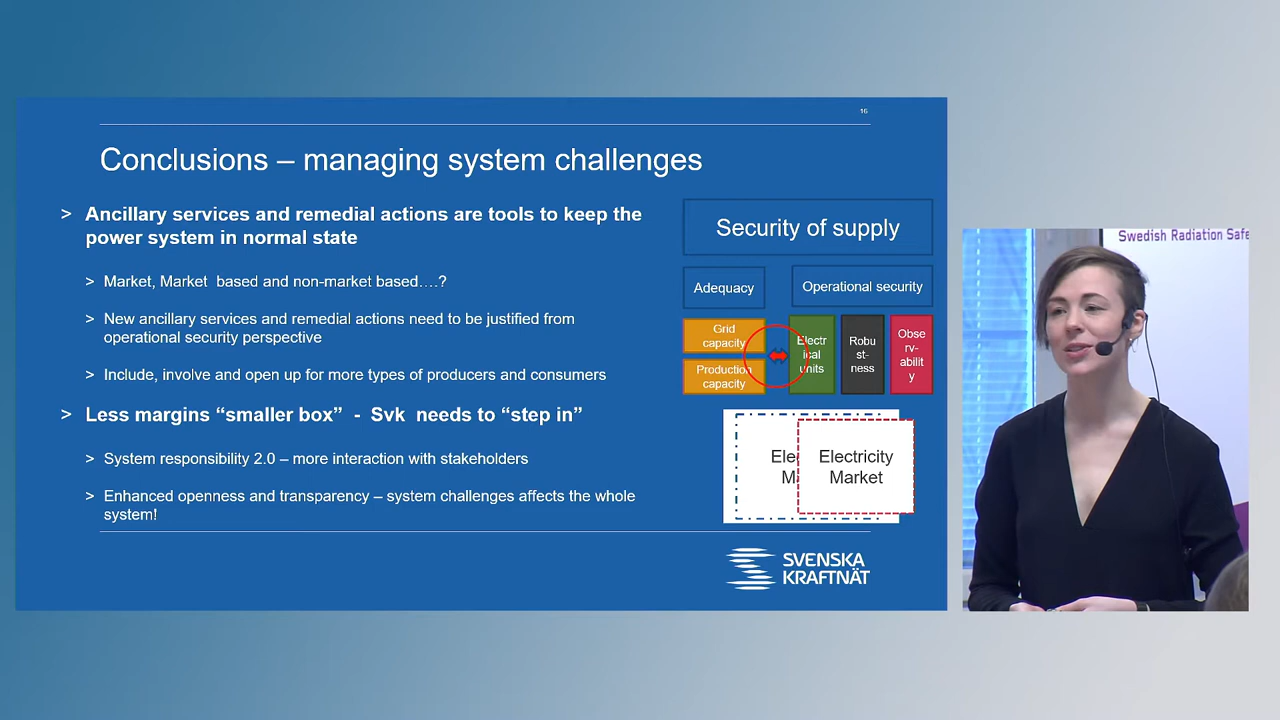 16
Conclusions – managing system challenges
> Ancillary services and remedial actions are tools to keep the
power system in normal state
> Market, Market based and non-market based….?
> New ancillary services and remedial actions need to be justified from
operational security perspective
> Include, involve and open up for more types of producers and consumers
> Less margins “smaller box” - Svk needs to “step in”
> System responsibility 2.0 – more interaction with stakeholders
> Enhanced openness and transparency – system challenges affects the whole
system!
Security of supply
Adequacy
Operational security
Grid
capacity
Production
capacity
Electr
ical
units
Robu
st-
ness
Obse
rv-
abilit
y
Ele
M
Electricity
Market
SVENSKA
KRAFTNÄT
Swedish Radiation Safe